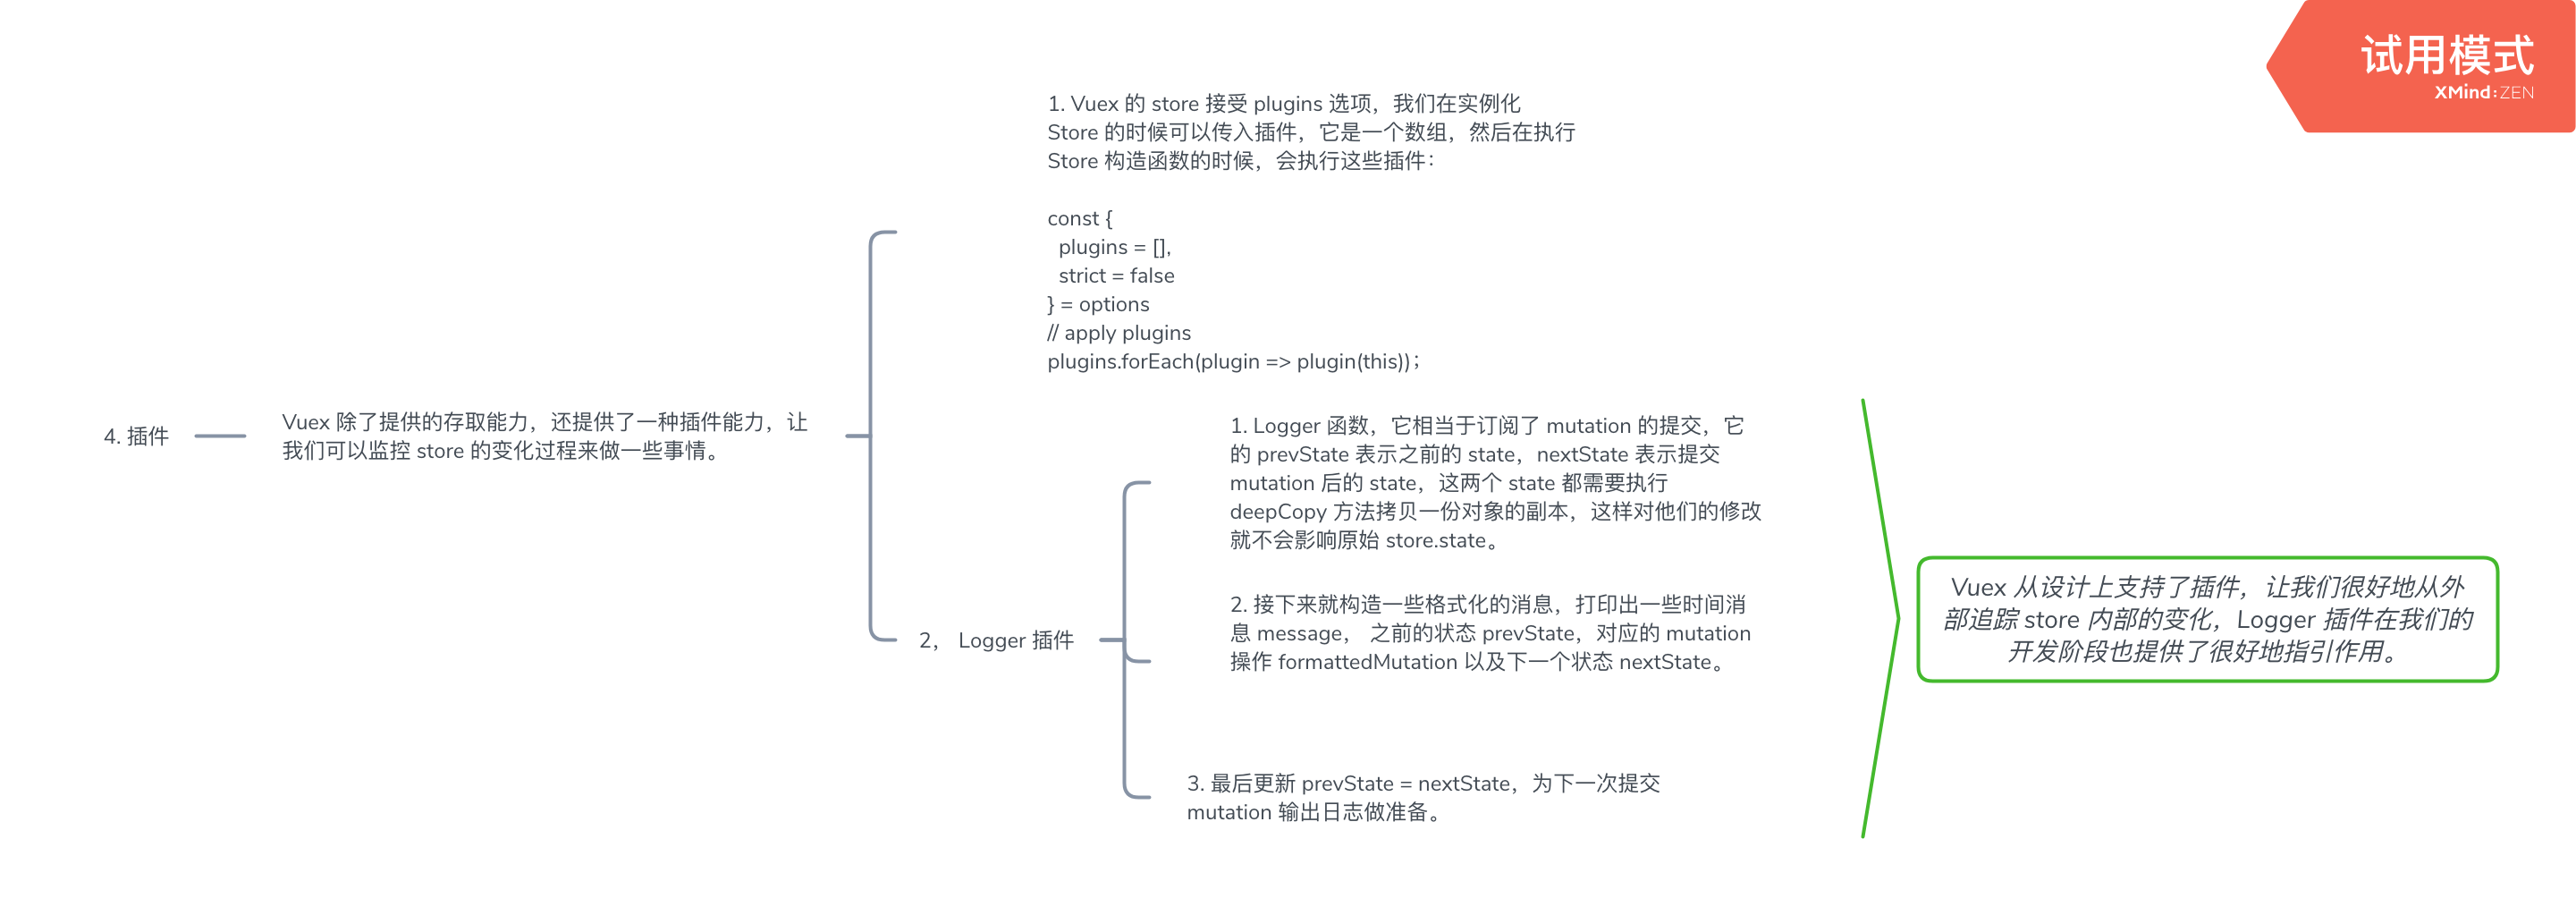 试用模式
XMind:ZEN
4. 插件
Vuex 除了提供的存取能力，还提供了一种插件能力，让
我们可以监控 store 的变化过程来做一些事情。
1. Vuex 的 store 接受 plugins 选项，我们在实例化
Store 的时候可以传入插件，它是一个数组，然后在执行
Store 构造函数的时候，会执行这些插件：
const {
  plugins = [],
  strict = false
} = options
// apply plugins
plugins.forEach(plugin => plugin(this))；
2， Logger 插件
1. Logger 函数，它相当于订阅了 mutation 的提交，它
的 prevState 表示之前的 state，nextState 表示提交
mutation 后的 state，这两个 state 都需要执行
deepCopy 方法拷贝一份对象的副本，这样对他们的修改
就不会影响原始 store.state。
2. 接下来就构造一些格式化的消息，打印出一些时间消
息 message， 之前的状态 prevState，对应的 mutation
操作 formattedMutation 以及下一个状态 nextState。
3. 最后更新 prevState = nextState，为下一次提交
mutation 输出日志做准备。
Vuex 从设计上支持了插件，让我们很好地从外
部追踪 store 内部的变化，Logger 插件在我们的
开发阶段也提供了很好地指引作用。